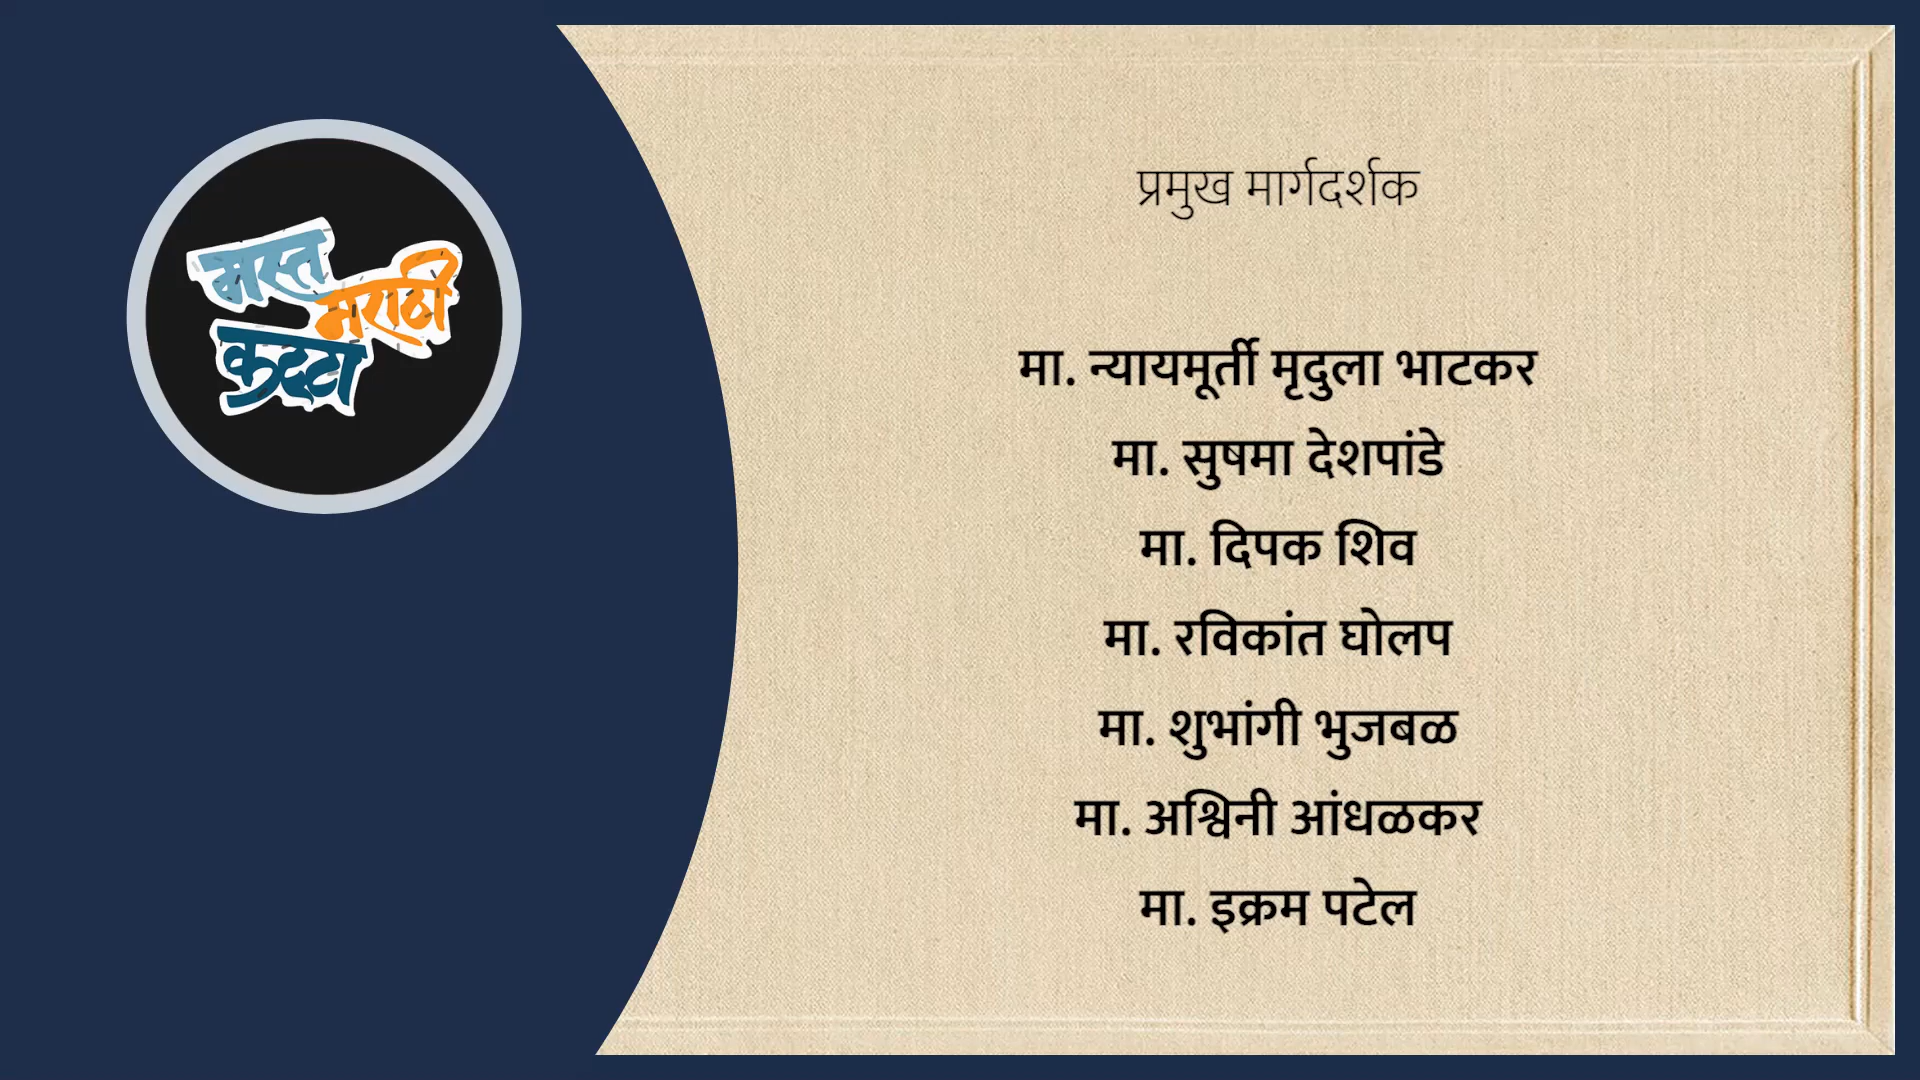 मस्त
मराठी
कट्टा
प्रमुख मार्गदर्शक
मा. न्यायमूर्ती मृदुला भाटकर
मा. सुषमा देशपांडे
मा. दिपक शिव
मा. रविकांत घोलप
मा. शुभांगी भुजबळ
मा. अश्विनी आंधळकर
मा. इक्रम पटेल